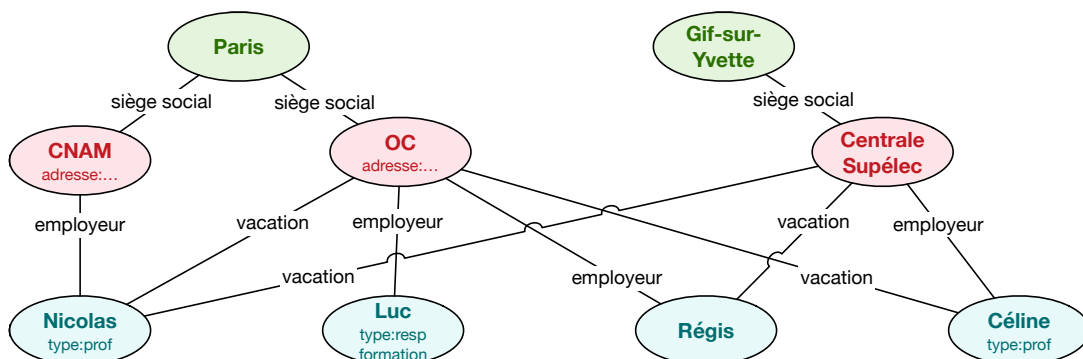 Paris
Gif-sur-
Yvette
siège social
siège social
siège social
CNAM
adresse:...
OC
adresse:...
Centrale
Supélec
employeur
vacation
employeur
vacation
employeur
vacation
employeur
vacation
Nicolas
type:prof
Luc
type:resp
formation
Régis
Céline
type:prof